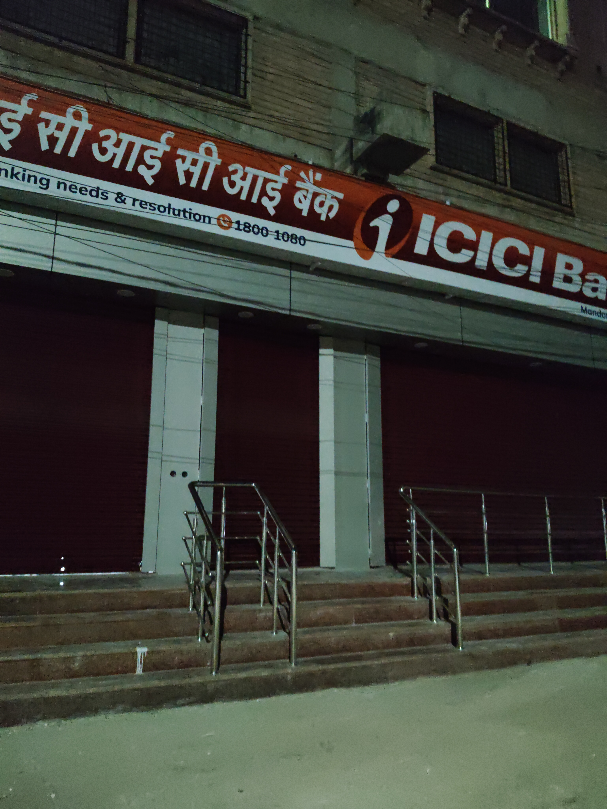 ई सी आई सी आई बैंक
nking needs & resolution 1800 1080
i ICICI Ba